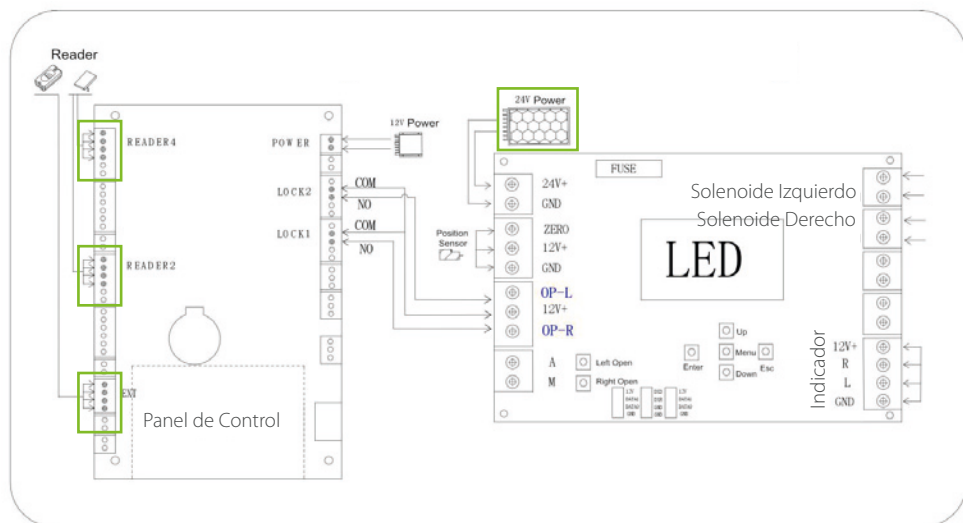 Reader
READER4
READER2
EXT
Panel de Control
POWER
12V Power
LOCK2
COM
NO
LOCK1
COM
NO
24V Power
FUSE
24V+
GND
Position
Sensor
ZERO
12V+
GND
OP-L
12V+
OP-R
A
M
Left Open
Right Open
LED
Up
Menu
Down
Enter
Esc
Solenoide Izquierdo
Solenoide Derecho
Indicador
12V+
R
L
GND